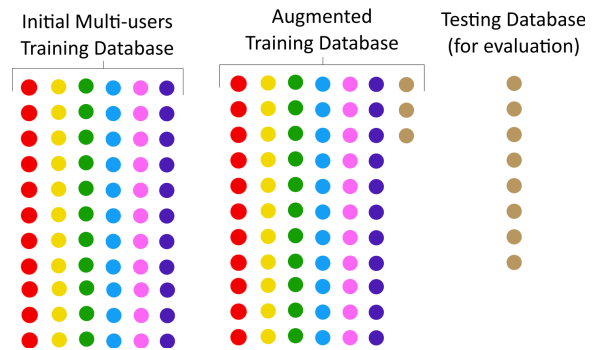 Initial Multi-users
Training Database
Augmented
Training Database
Testing Database
(for evaluation)